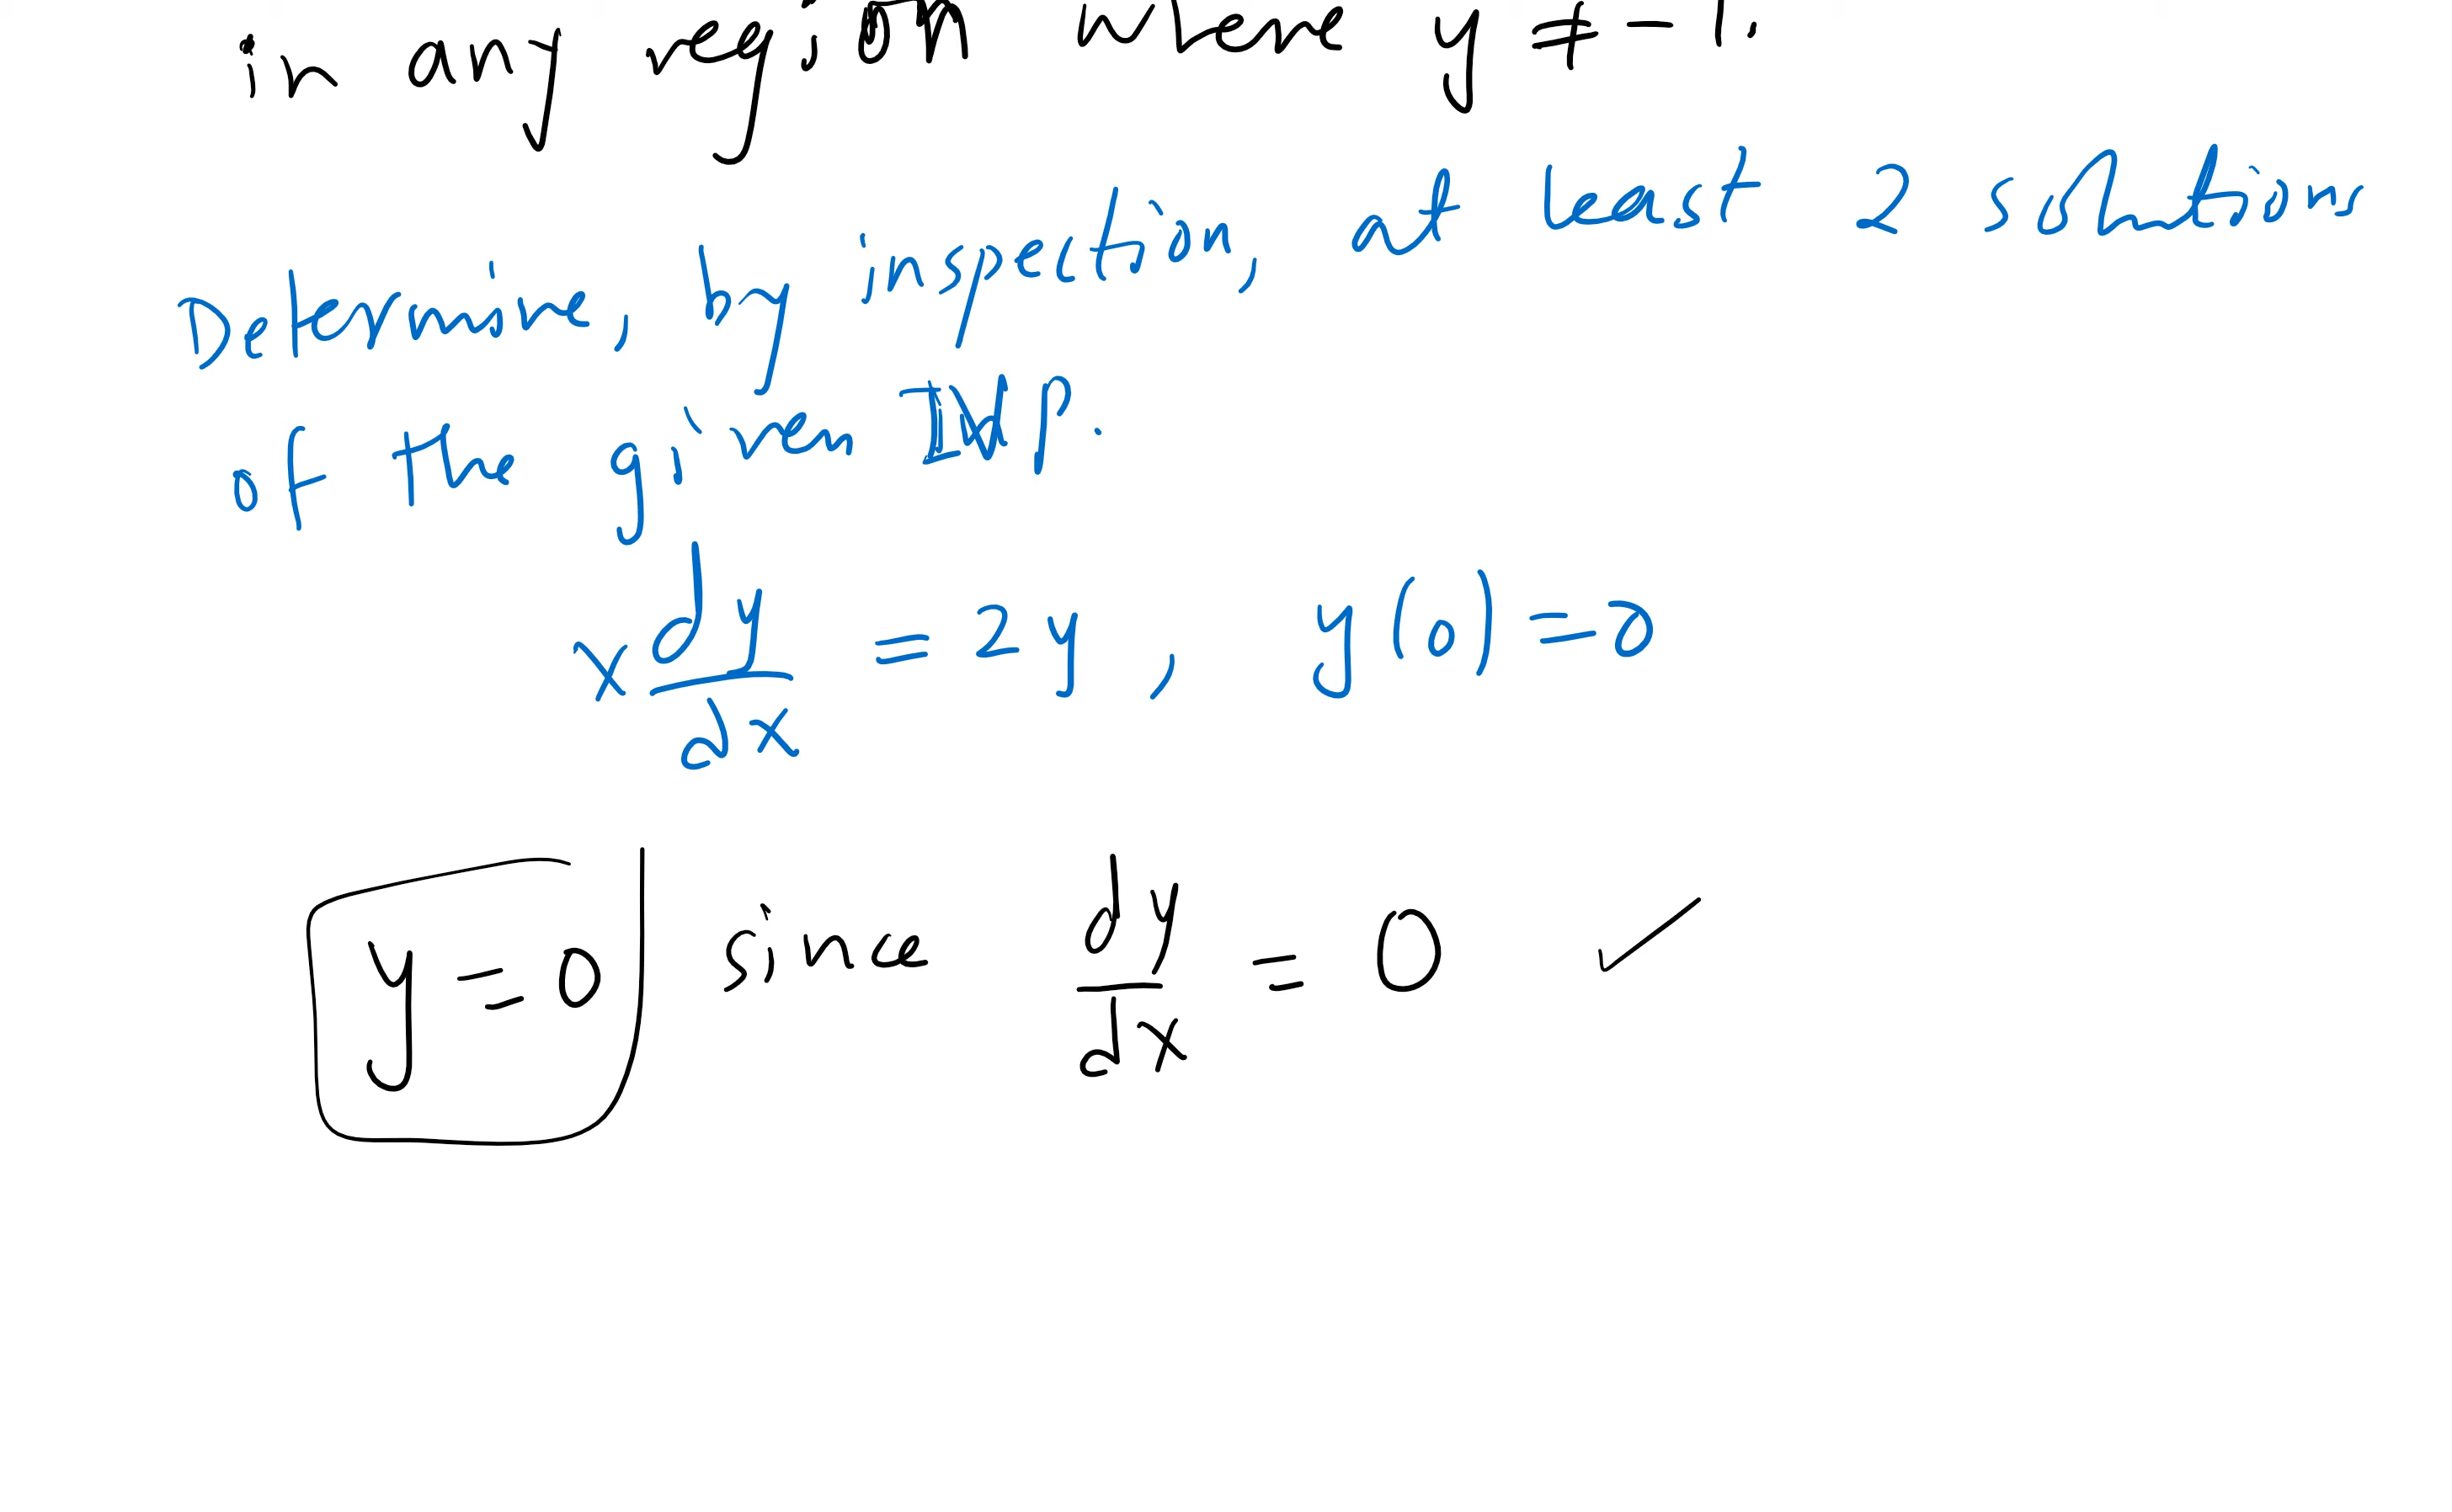 in any region where y ≠ -1.
Determine, by inspection, at least 2 solution
of the given IVP.
x dy/dx = 2y, y(0) = 0
y = 0 since dy/dx = 0 ✓